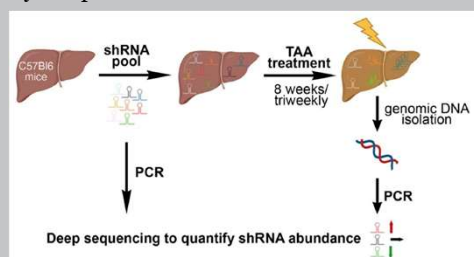 C57Bl6
mice
shRNA
pool
TAA
treatment
8 weeks/
triweekly
genomic DNA
isolation
PCR
PCR
Deep sequencing to quantify shRNA abundance